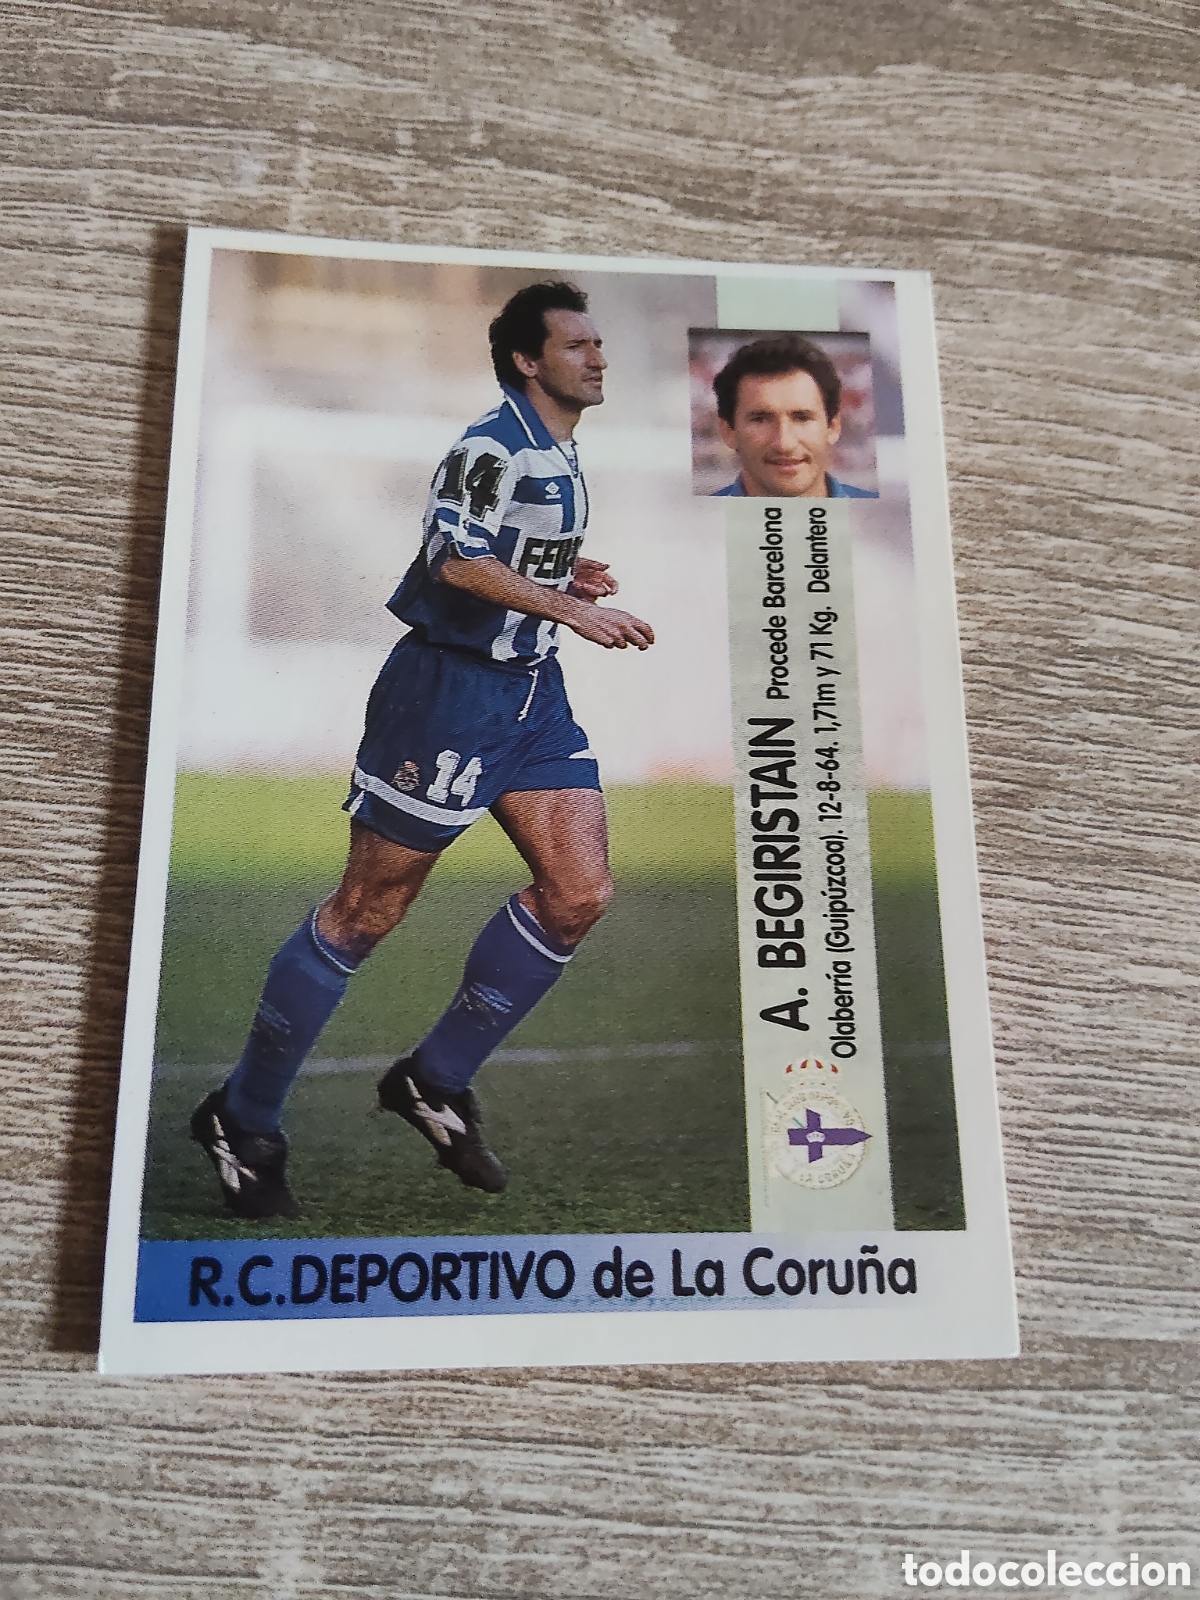 14
FEIRACO
14
A. BEGIRISTAIN Procede Barcelona
Olaberría (Guipúzcoa). 12-8-64. 1,71m y 71 Kg. Delantero
R.C.DEPORTIVO de La Coruña
todocoleccion